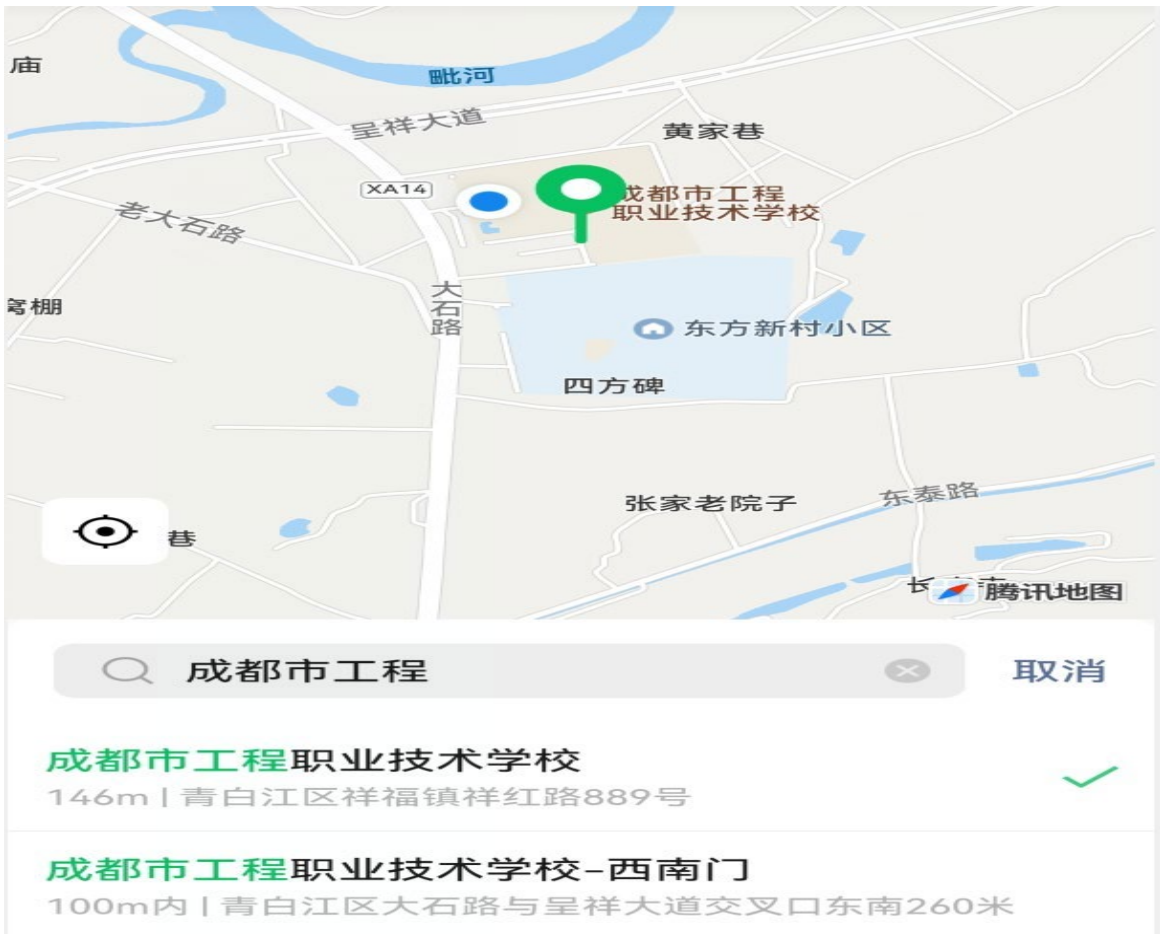 庙
毗河
呈祥大道
黄家巷
XA14
成都市工程
职业技术学校
老大石路
大石路
窝棚
东方新村小区
四方碑
张家老院子
东泰路
巷
腾讯地图
成都市工程
取消
成都市工程职业技术学校
146m | 青白江区祥福镇祥红路889号
成都市工程职业技术学校-西南门
100m内 | 青白江区大石路与呈祥大道交叉口东南260米